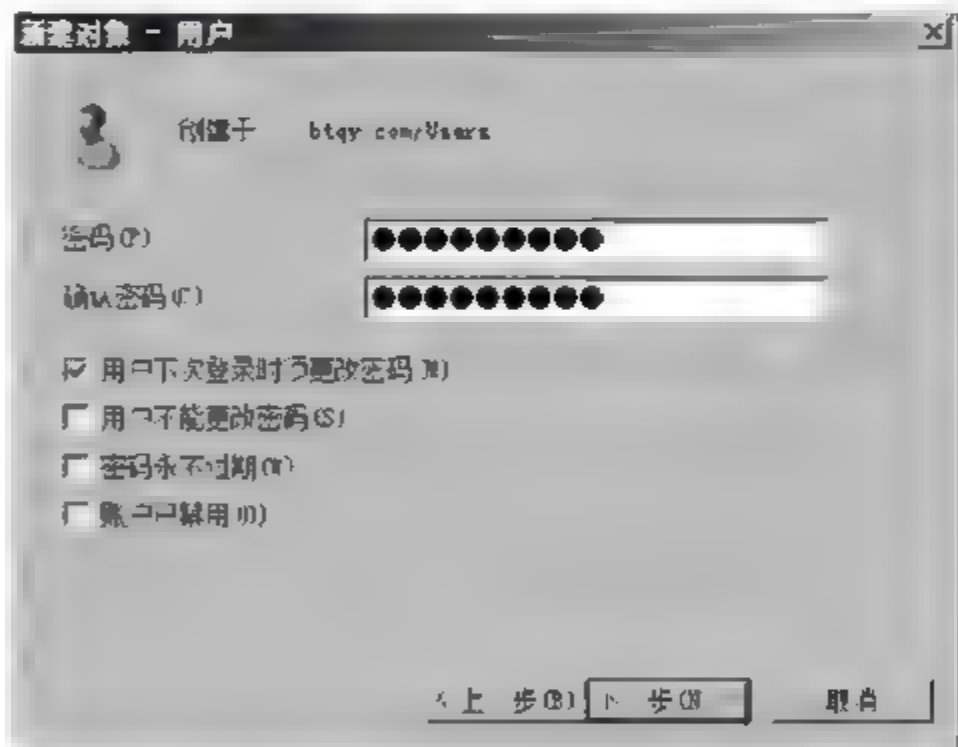 新建对象 - 用户
创建于 btqy com/Users
密码(P)
确认密码(C)
用户下次登录时须更改密码(M)
用户不能更改密码(S)
密码永不过期(W)
账户已禁用(O)
<上一步(B) 下一步(N) 取消